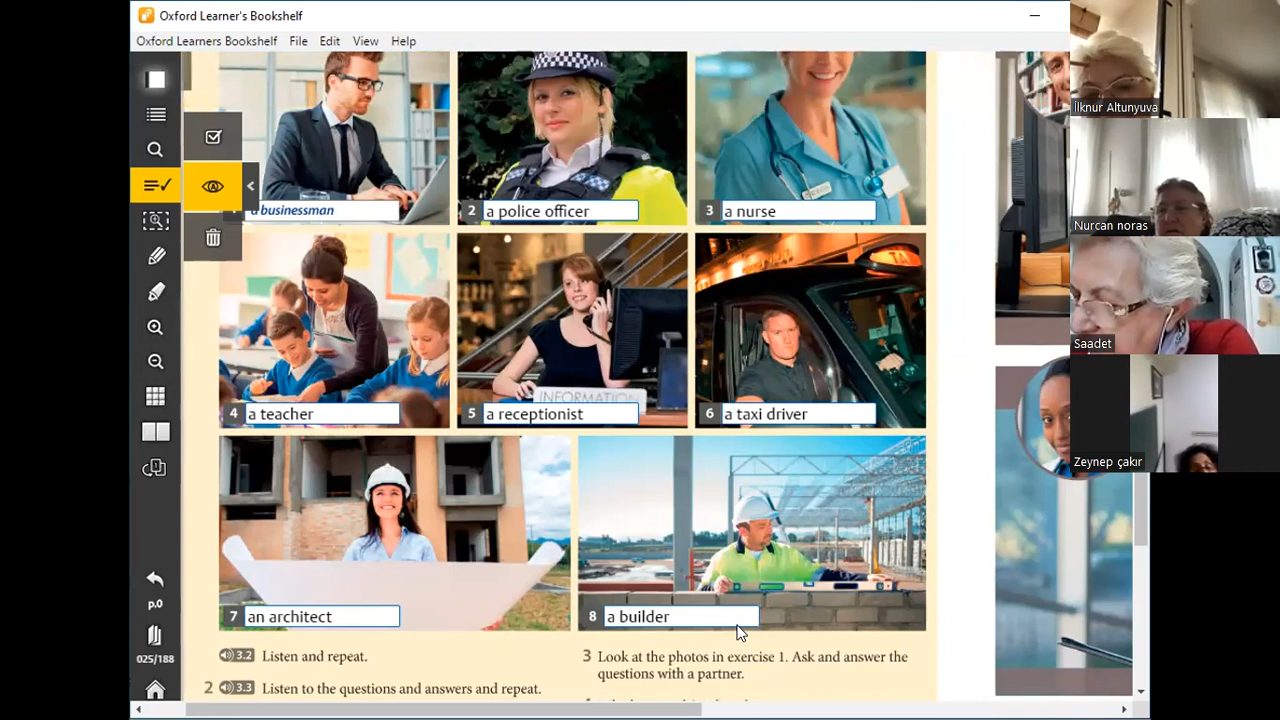 Oxford Learner's Bookshelf
Oxford Learners Bookshelf File Edit View Help
a businessman
2 a police officer
3 a nurse
4 a teacher
5 a receptionist
INFORMATION
6 a taxi driver
TA
7 an architect
8 a builder
3.2 Listen and repeat.
2 3.3 Listen to the questions and answers and repeat.
3 Look at the photos in exercise 1. Ask and answer the
questions with a partner.
p.0
025/188
İlknur Altunyuva
Nurcan noras
Saadet
Zeynep çakır